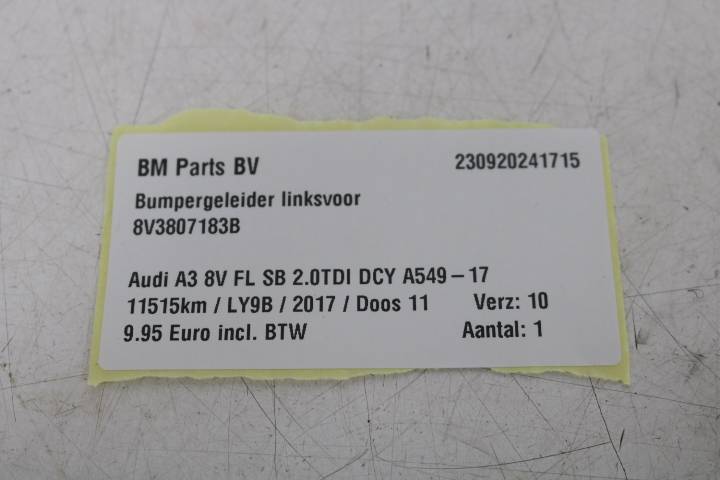 BM Parts BV 230920241715
Bumpergeleider linksvoor
8V3807183B
Audi A3 8V FL SB 2.0TDI DCY A549 – 17
11515km / LY9B / 2017 / Doos 11 Verz: 10
9.95 Euro incl. BTW Aantal: 1